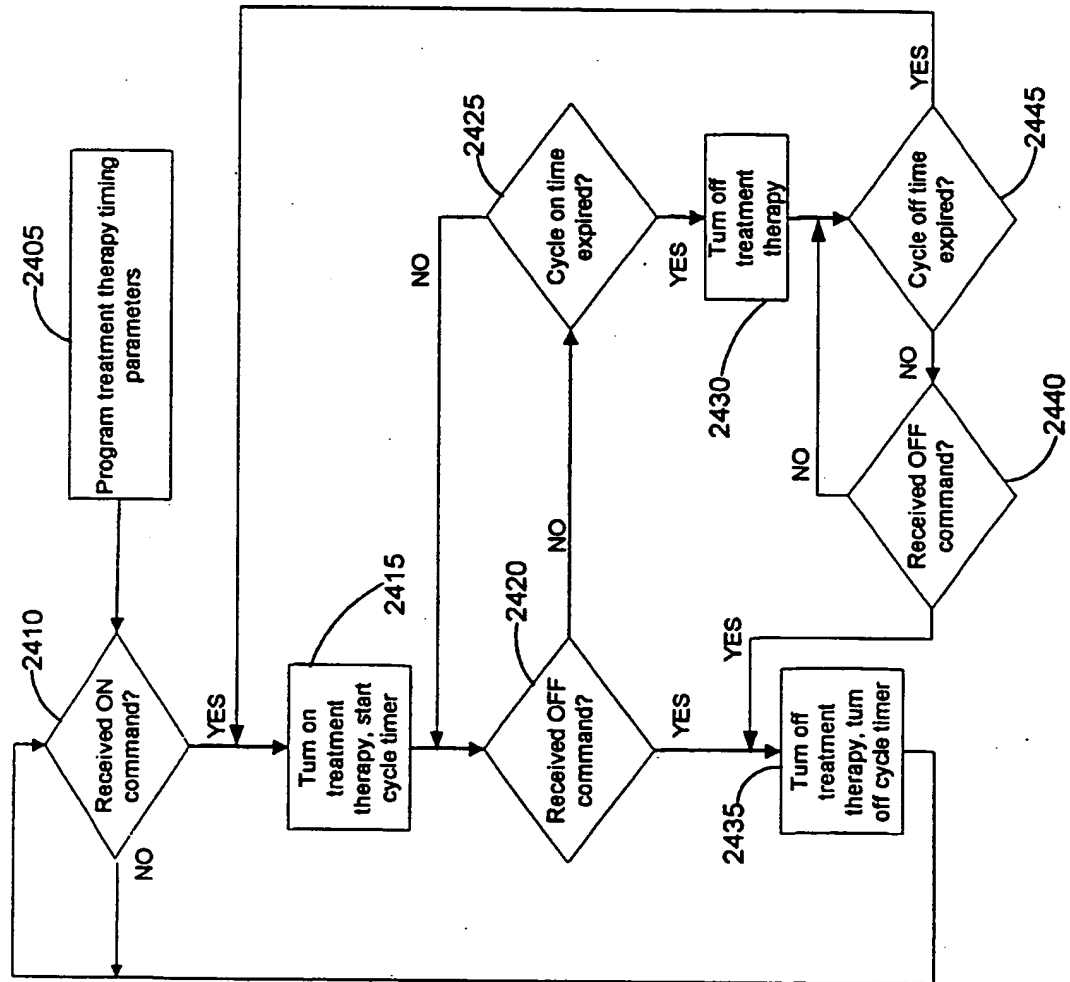 2405
Program treatment therapy timing
parameters
2410
Received ON
command?
NO
YES
2415
Turn on
treatment
therapy, start
cycle timer
2420
Received OFF
command?
NO
YES
2425
Cycle on time
expired?
NO
YES
2430
Turn off
treatment
therapy
2435
Turn off
treatment
therapy, turn
off cycle timer
2440
Received OFF
command?
NO
YES
2445
Cycle off time
expired?
NO
YES